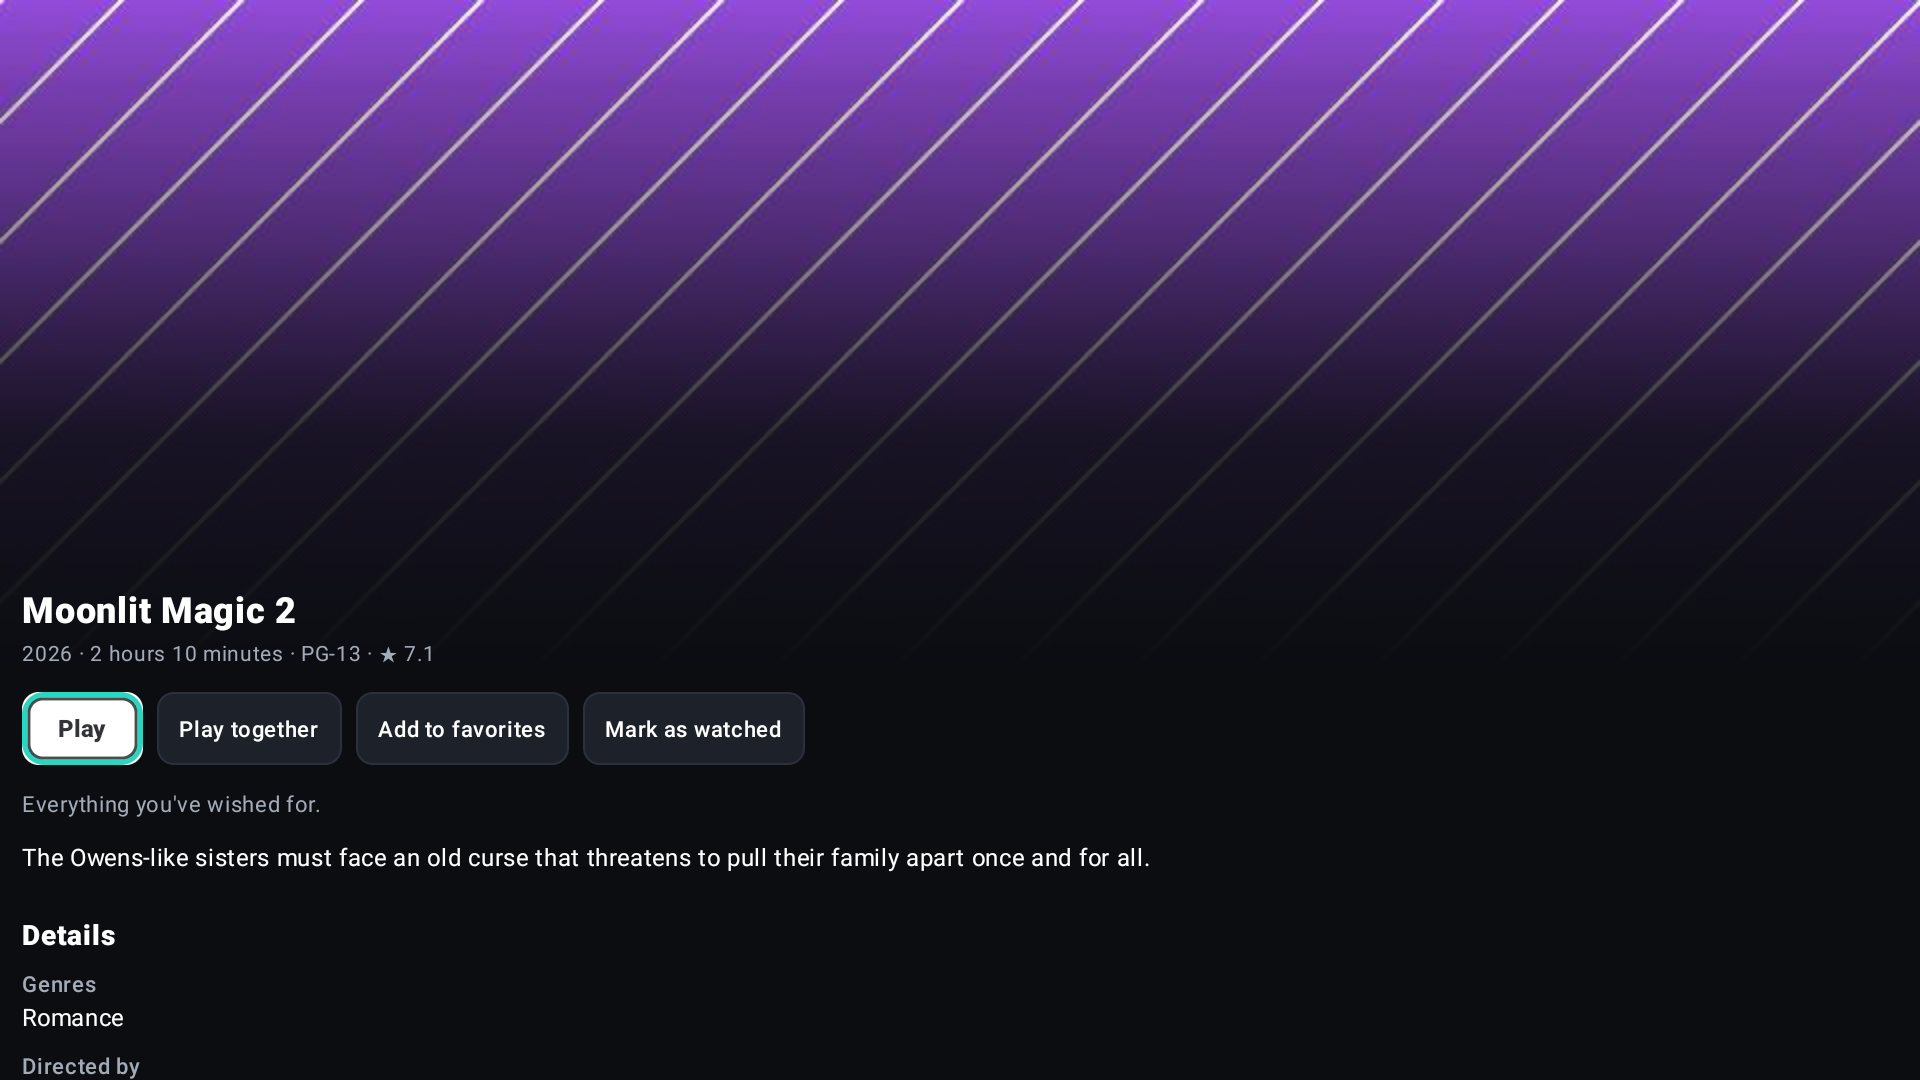 Moonlit Magic 2
2026 · 2 hours 10 minutes · PG-13 · ★ 7.1
Play
Play together
Add to favorites
Mark as watched
Everything you've wished for.
The Owens-like sisters must face an old curse that threatens to pull their family apart once and for all.
Details
Genres
Romance
Directed by